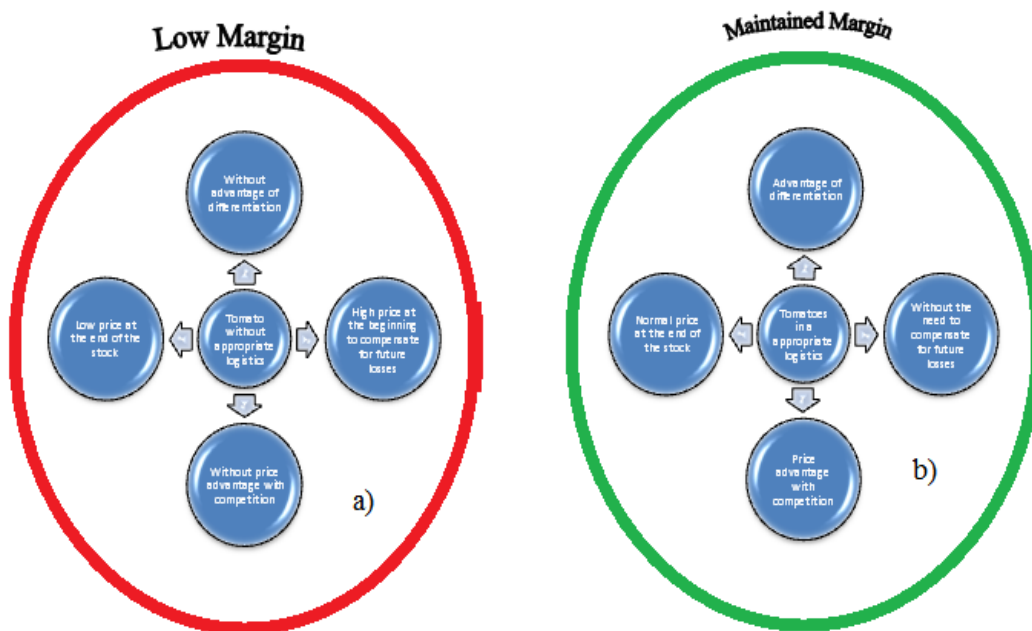 Low Margin
Without
advantage of
differentiation
Low price at
the end of the
stock
Tomato
without
appropriate
logistics
High price at
the beginning
to compensate
for future
losses
Without price
advantage with
competition
a)
Maintained Margin
Advantage of
differentiation
Normal price
at the end of
the stock
Tomatoes
in a
appropriate
logistics
Without the
need to
compensate
for future
losses
Price
advantage
with
competition
b)